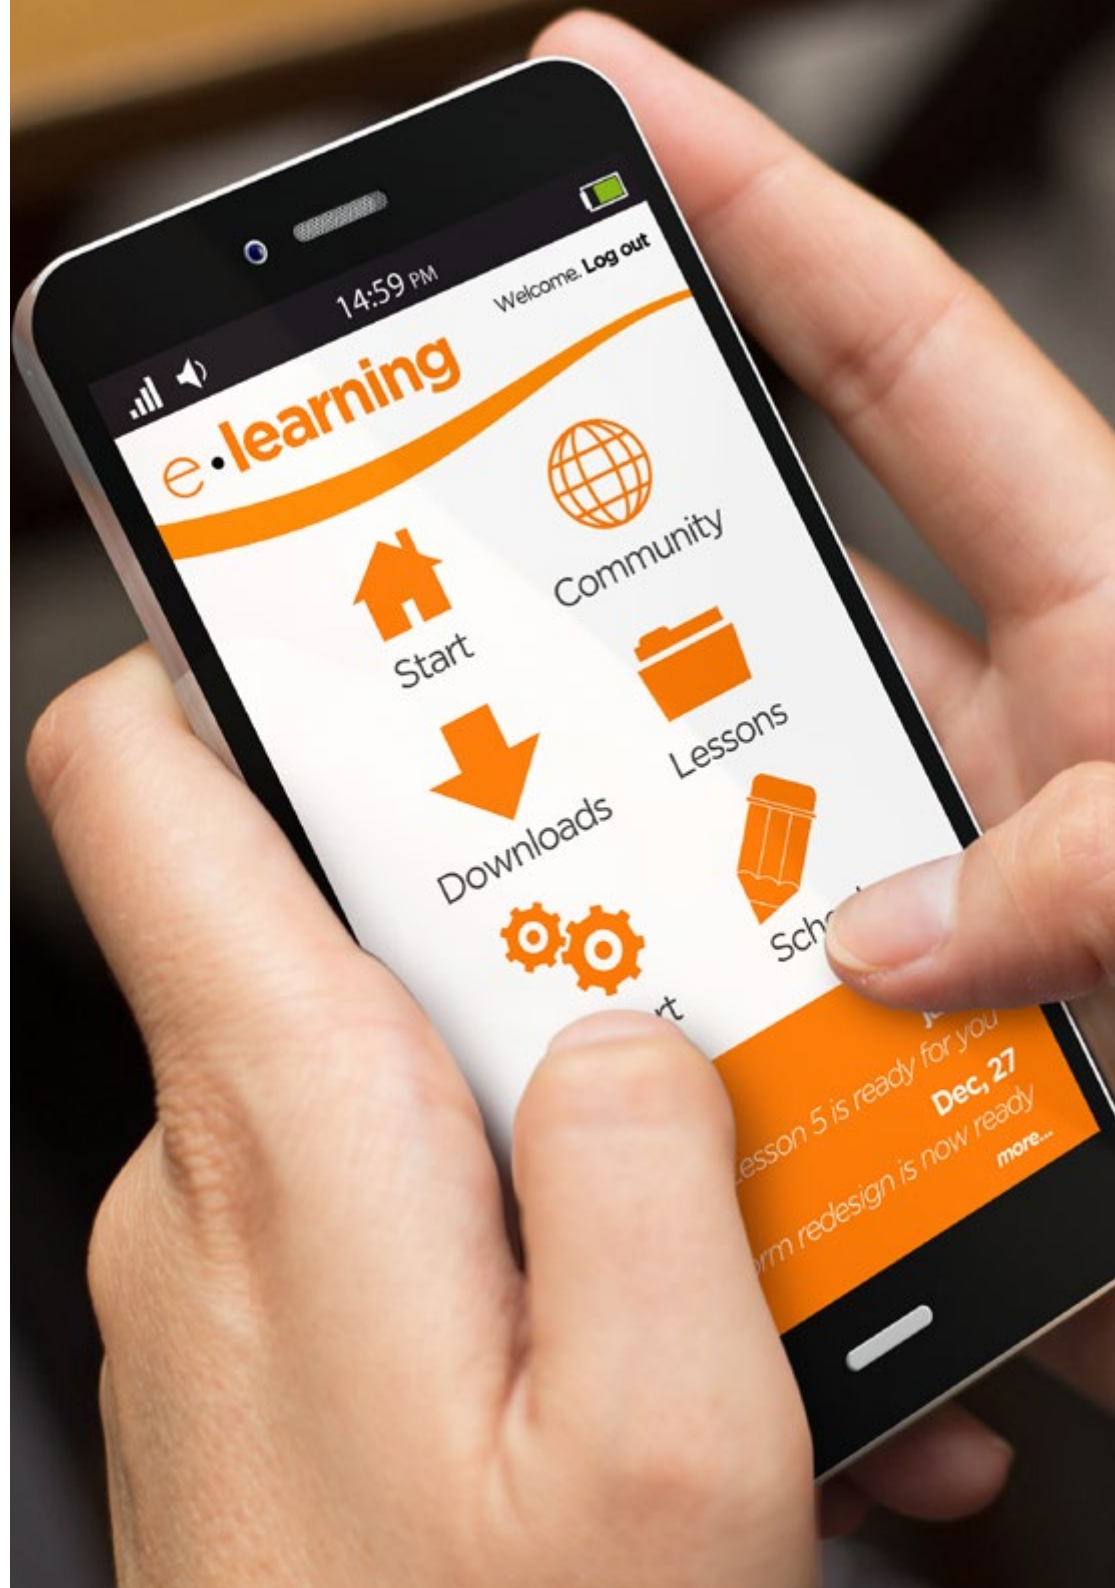 14:59 PM
Welcome. Log out
e·learning
Start
Community
Downloads
Lessons
5 is ready for you
Dec, 27
redesign is now ready
more...